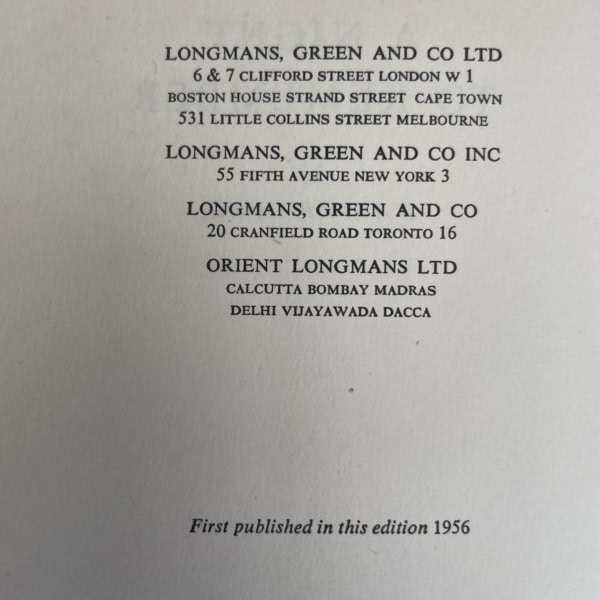 LONGMANS, GREEN AND CO LTD
6 & 7 CLIFFORD STREET LONDON W 1
BOSTON HOUSE STRAND STREET CAPE TOWN
531 LITTLE COLLINS STREET MELBOURNE
LONGMANS, GREEN AND CO INC
55 FIFTH AVENUE NEW YORK 3
LONGMANS, GREEN AND CO
20 CRANFIELD ROAD TORONTO 16
ORIENT LONGMANS LTD
CALCUTTA BOMBAY MADRAS
DELHI VIJAYAWADA DACCA
First published in this edition 1956